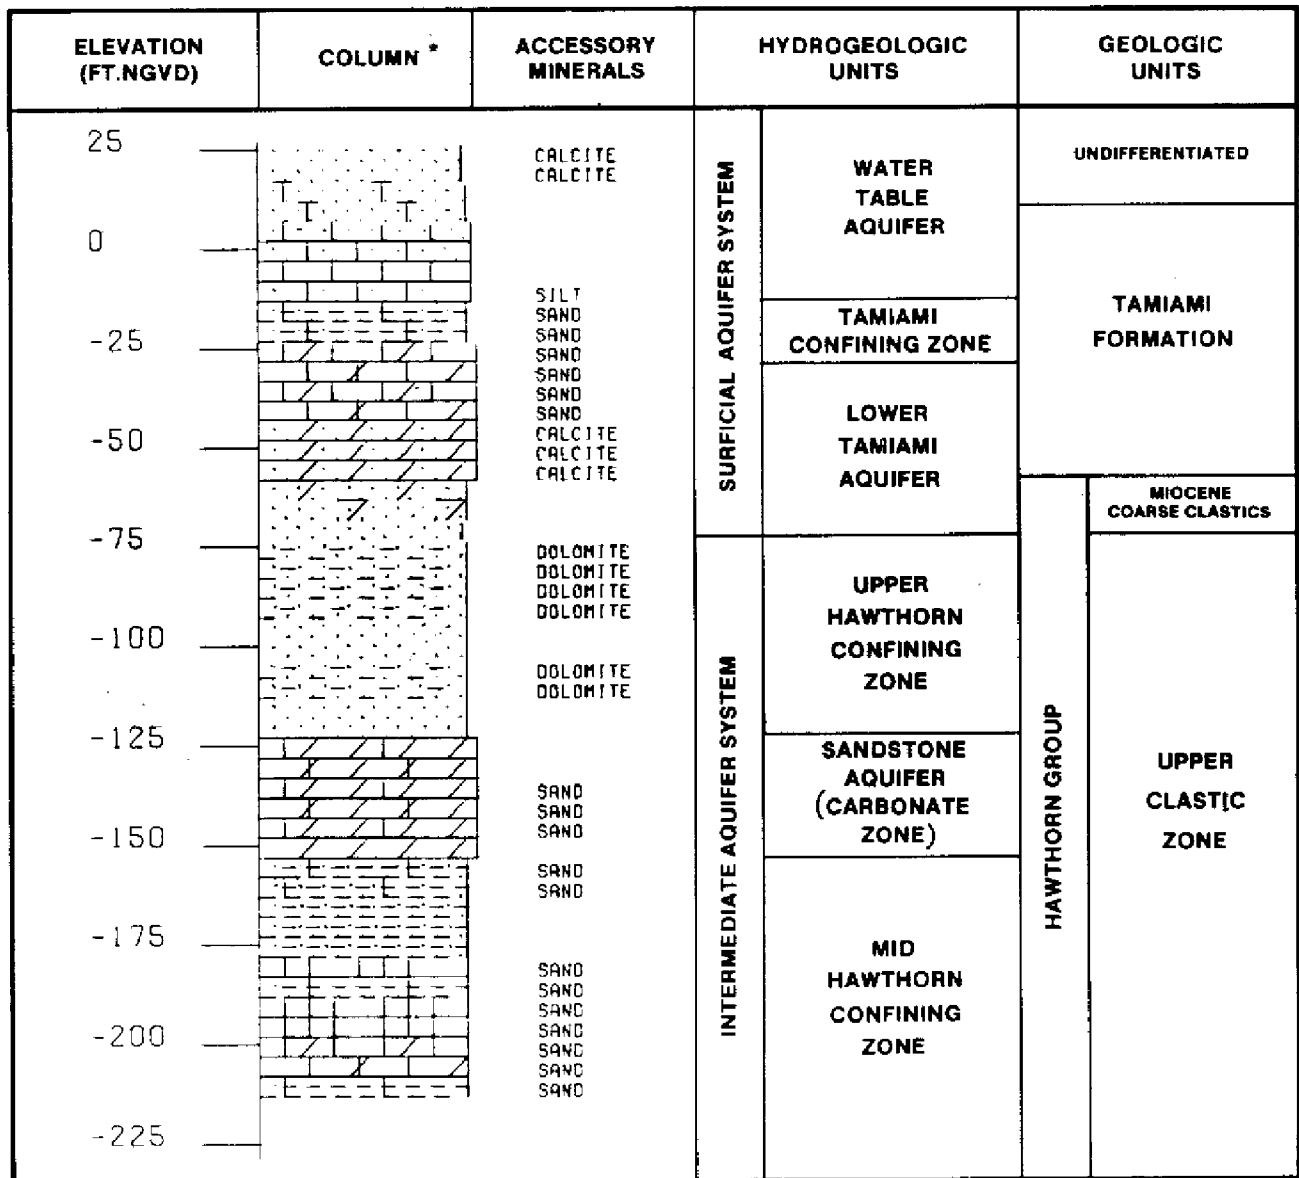 ELEVATION
(FT.NGVD)
COLUMN *
ACCESSORY
MINERALS
HYDROGEOLOGIC
UNITS
GEOLOGIC
UNITS
25
0
-25
-50
-75
-100
-125
-150
-175
-200
-225
CALCITE
CALCITE
SILT
SAND
SAND
SAND
SAND
SAND
SAND
CALCITE
CALCITE
CALCITE
DOLOMITE
DOLOMITE
DOLOMITE
DOLOMITE
DOLOMITE
DOLOMITE
SAND
SAND
SAND
SAND
SAND
SAND
SAND
SAND
SAND
SAND
SAND
SAND
SURFICIAL AQUIFER SYSTEM
WATER
TABLE
AQUIFER
TAMIAMI
CONFINING ZONE
LOWER
TAMIAMI
AQUIFER
INTERMEDIATE AQUIFER SYSTEM
UPPER
HAWTHORN
CONFINING
ZONE
SANDSTONE
AQUIFER
(CARBONATE
ZONE)
MID
HAWTHORN
CONFINING
ZONE
UNDIFFERENTIATED
TAMIAMI
FORMATION
HAWTHORN GROUP
MIOCENE
COARSE CLASTICS
UPPER
CLASTIC
ZONE